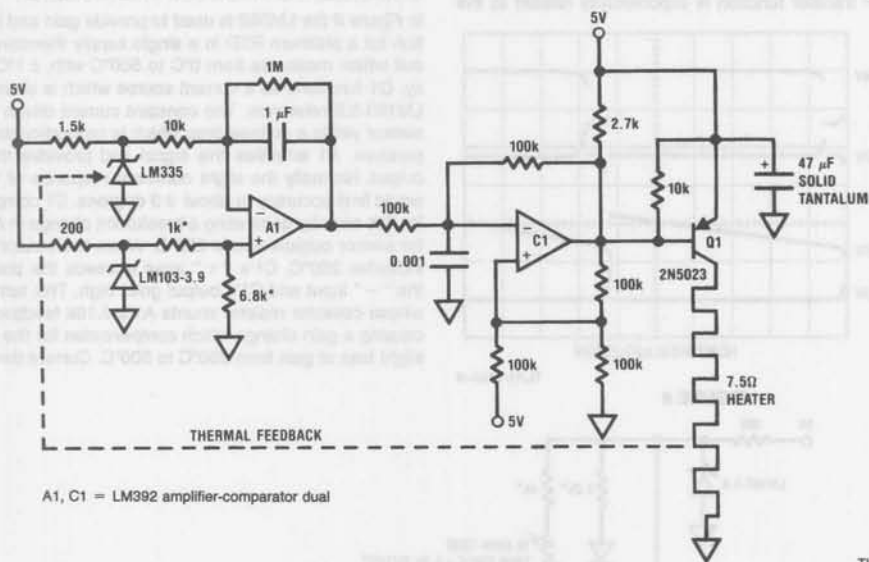 5V
1M
5V
1.5k
10k
1 µF
2.7k
100k
LM335
A1
100k
10k
+
47 µF
SOLID
TANTALUM
200
1k*
−
+
C1
−
+
Q1
2N5023
LM103-3.9
6.8k
0.001
100k
100k
100k
7.5Ω
HEATER
5V
THERMAL FEEDBACK
A1, C1 = LM392 amplifier-comparator dual